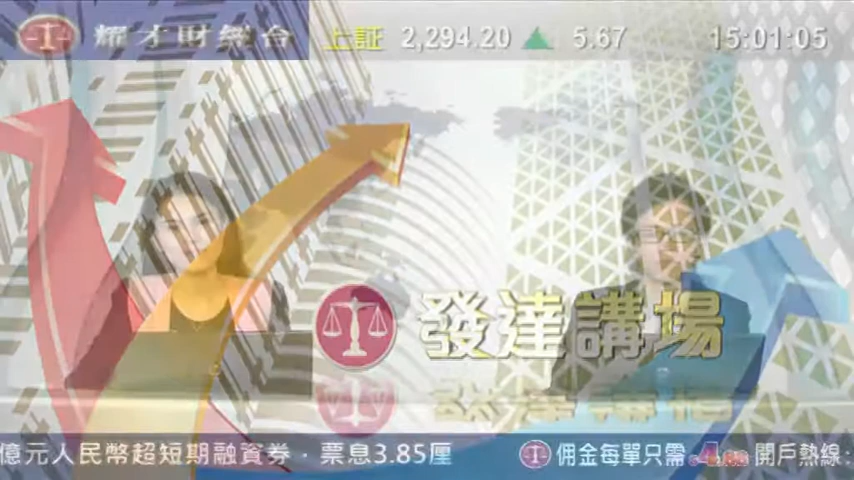 耀才財經台 上証 2,294.20 5.67 15:01:05
發達講場
億元人民幣超短期融資券．票息3.85厘 佣金每單只需 開戶熱線: